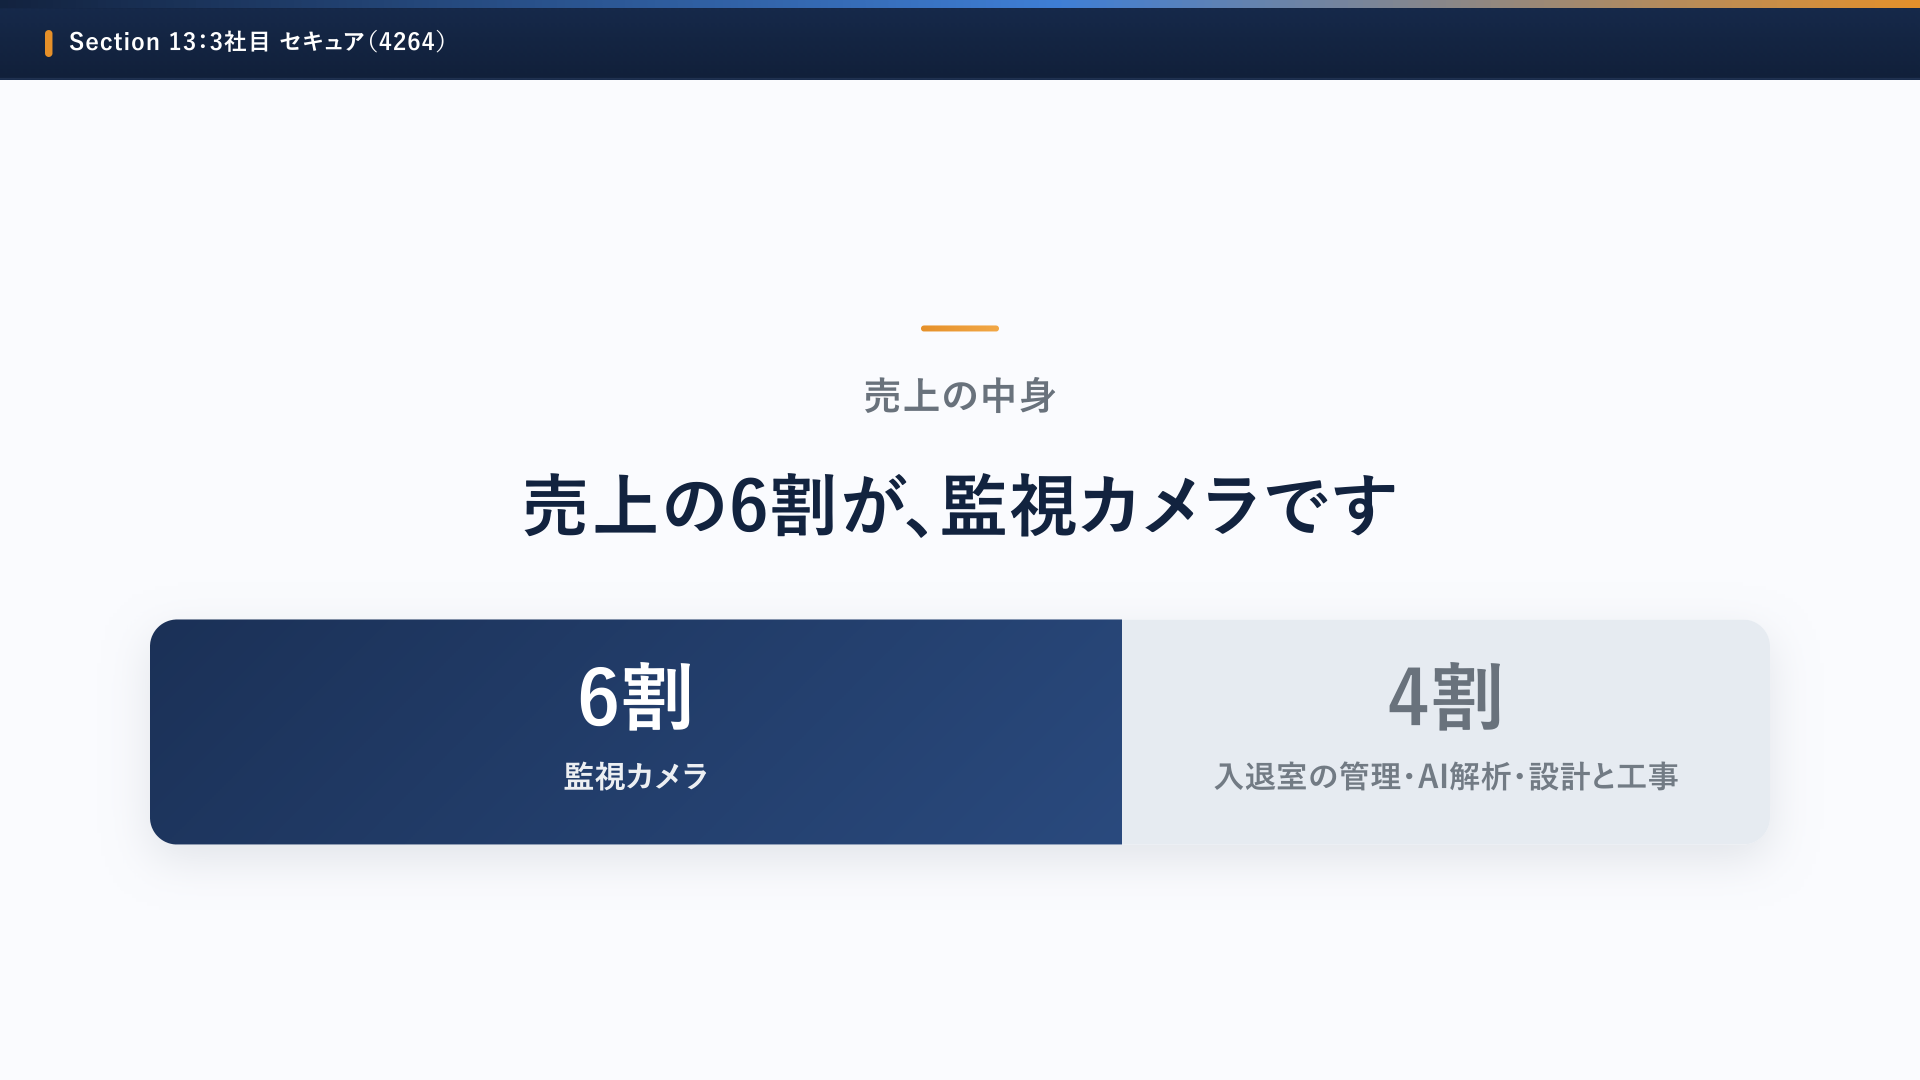 Section 13：3社目 セキュア（4264）
売上の中身
売上の6割が、監視カメラです
6割
監視カメラ
4割
入退室の管理・AI解析・設計と工事